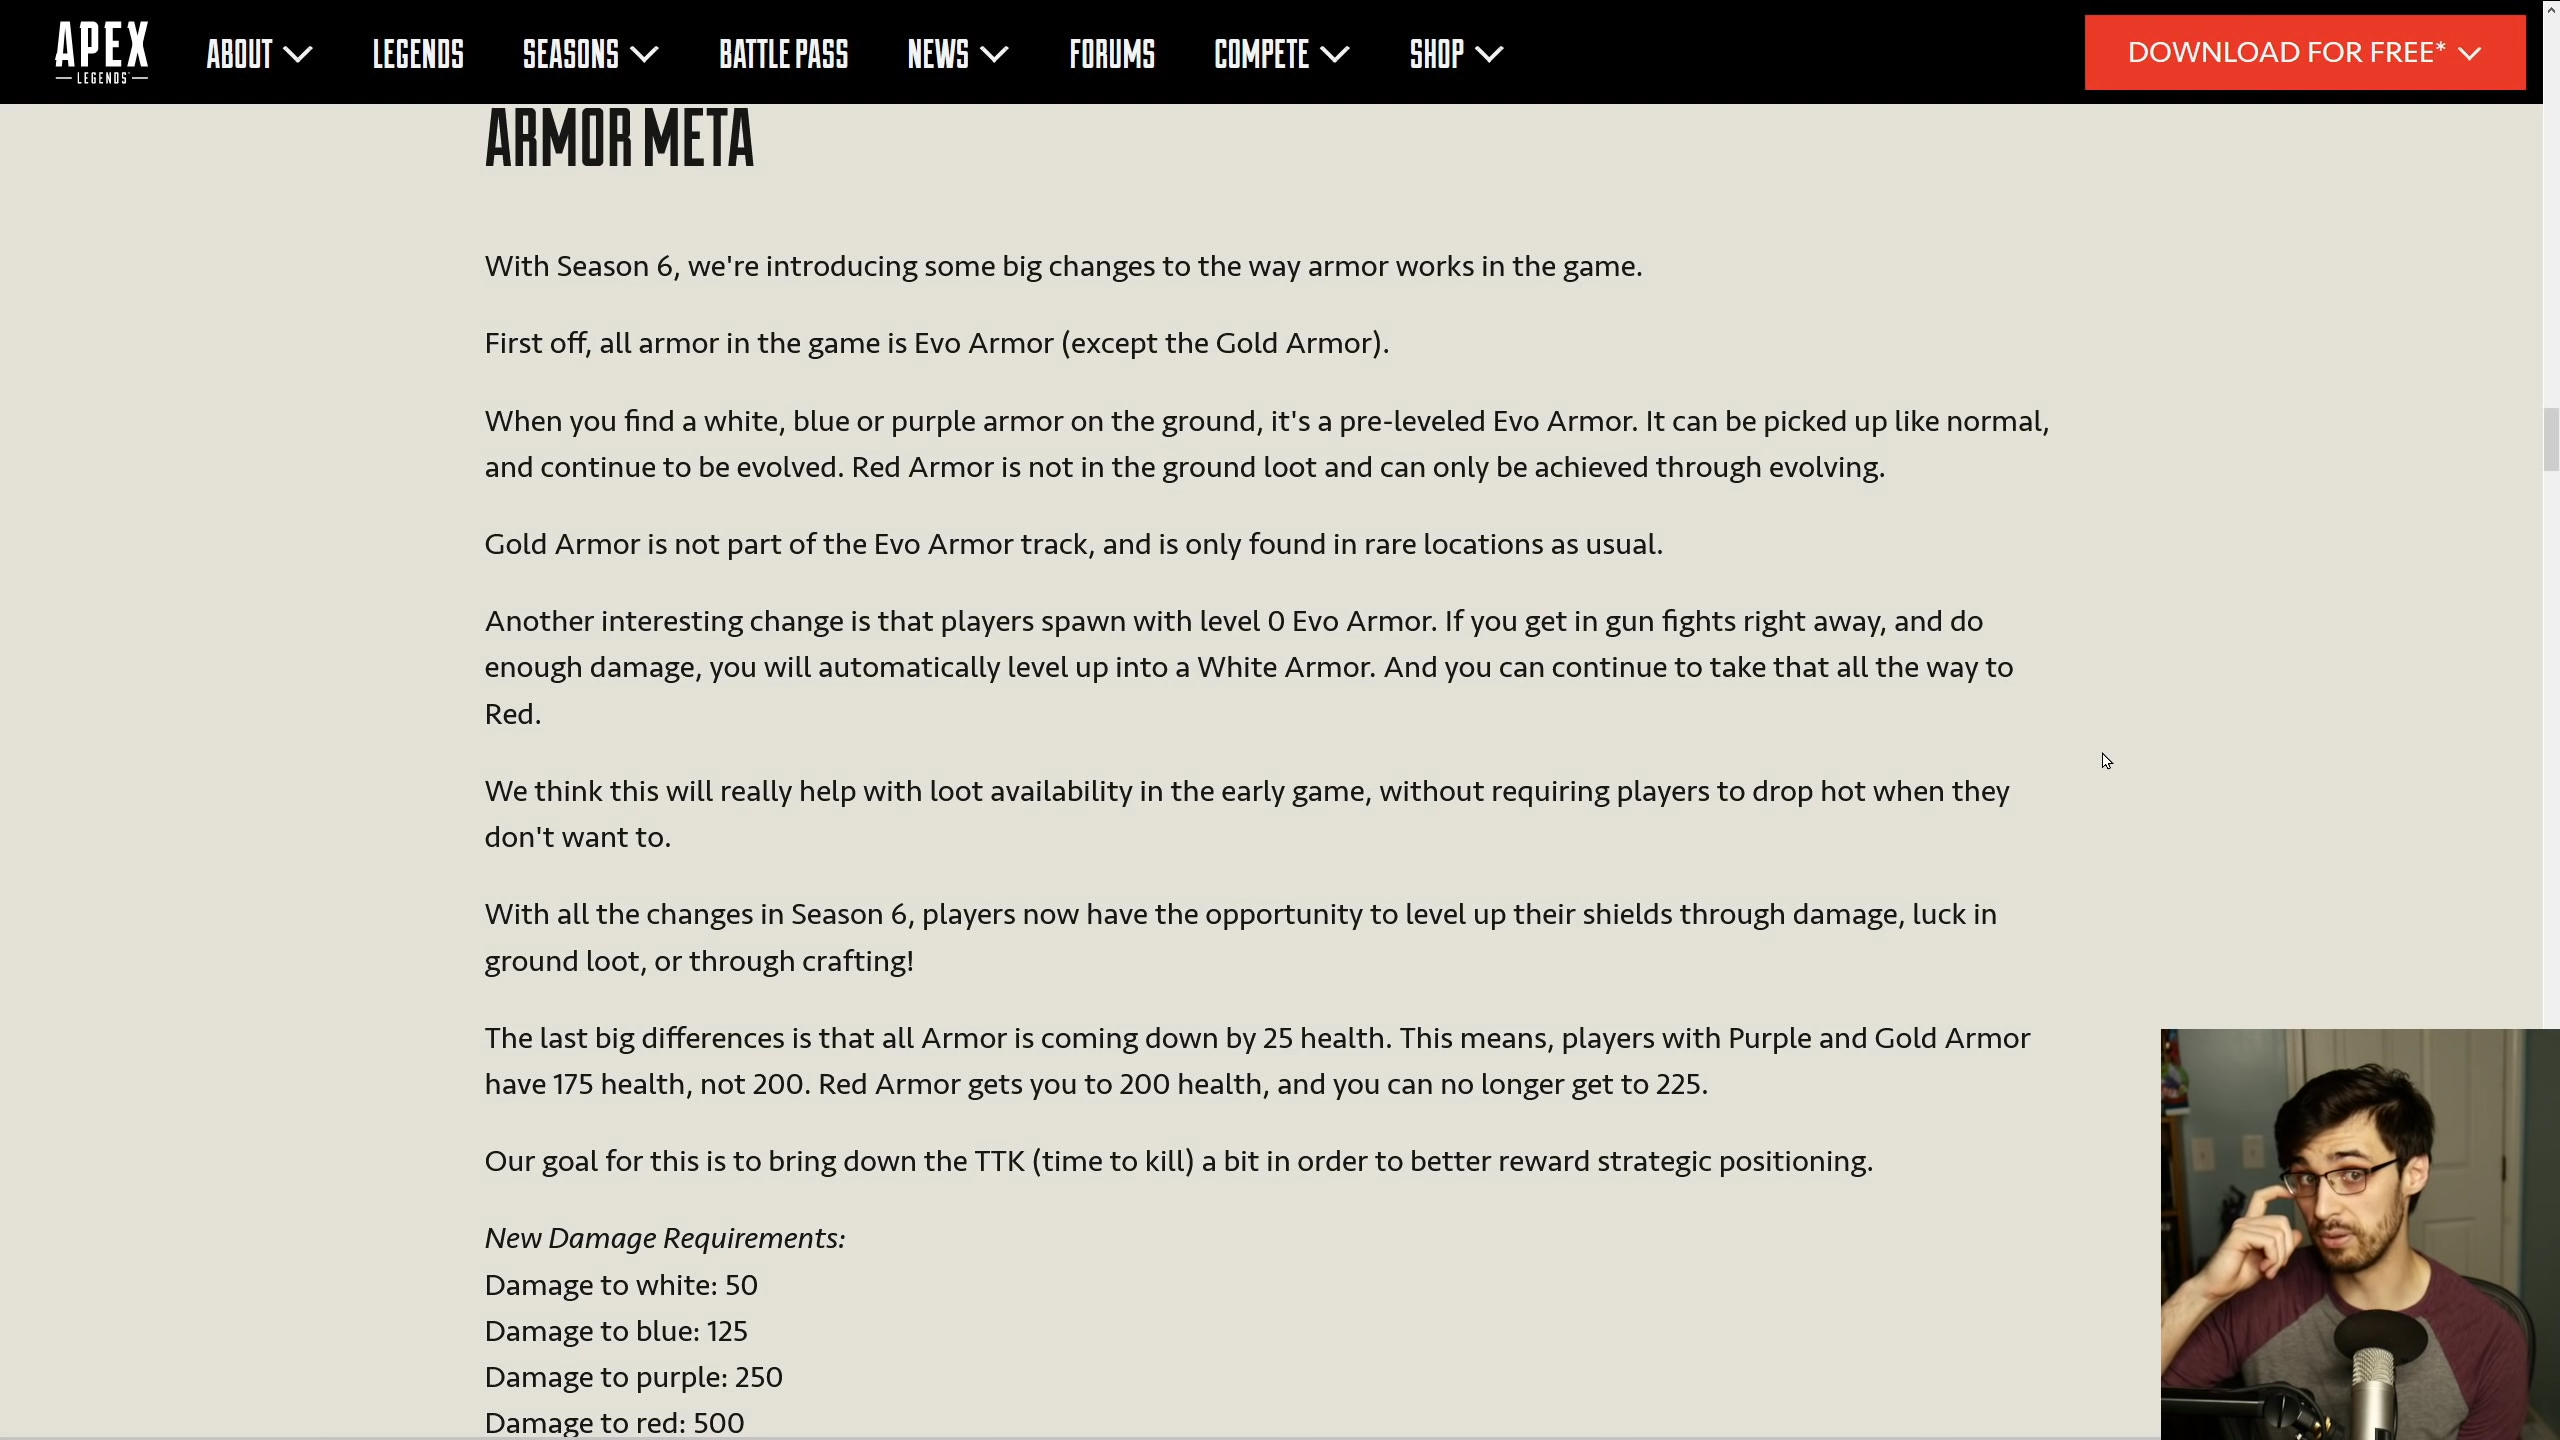 APEX
LEGENDS
ABOUT
LEGENDS
SEASONS
BATTLE PASS
NEWS
FORUMS
COMPETE
SHOP
DOWNLOAD FOR FREE*
ARMOR META
With Season 6, we're introducing some big changes to the way armor works in the game.
First off, all armor in the game is Evo Armor (except the Gold Armor).
When you find a white, blue or purple armor on the ground, it's a pre-leveled Evo Armor. It can be picked up like normal,
and continue to be evolved. Red Armor is not in the ground loot and can only be achieved through evolving.
Gold Armor is not part of the Evo Armor track, and is only found in rare locations as usual.
Another interesting change is that players spawn with level 0 Evo Armor. If you get in gun fights right away, and do
enough damage, you will automatically level up into a White Armor. And you can continue to take that all the way to
Red.
We think this will really help with loot availability in the early game, without requiring players to drop hot when they
don't want to.
With all the changes in Season 6, players now have the opportunity to level up their shields through damage, luck in
ground loot, or through crafting!
The last big differences is that all Armor is coming down by 25 health. This means, players with Purple and Gold Armor
have 175 health, not 200. Red Armor gets you to 200 health, and you can no longer get to 225.
Our goal for this is to bring down the TTK (time to kill) a bit in order to better reward strategic positioning.
New Damage Requirements:
Damage to white: 50
Damage to blue: 125
Damage to purple: 250
Damage to red: 500